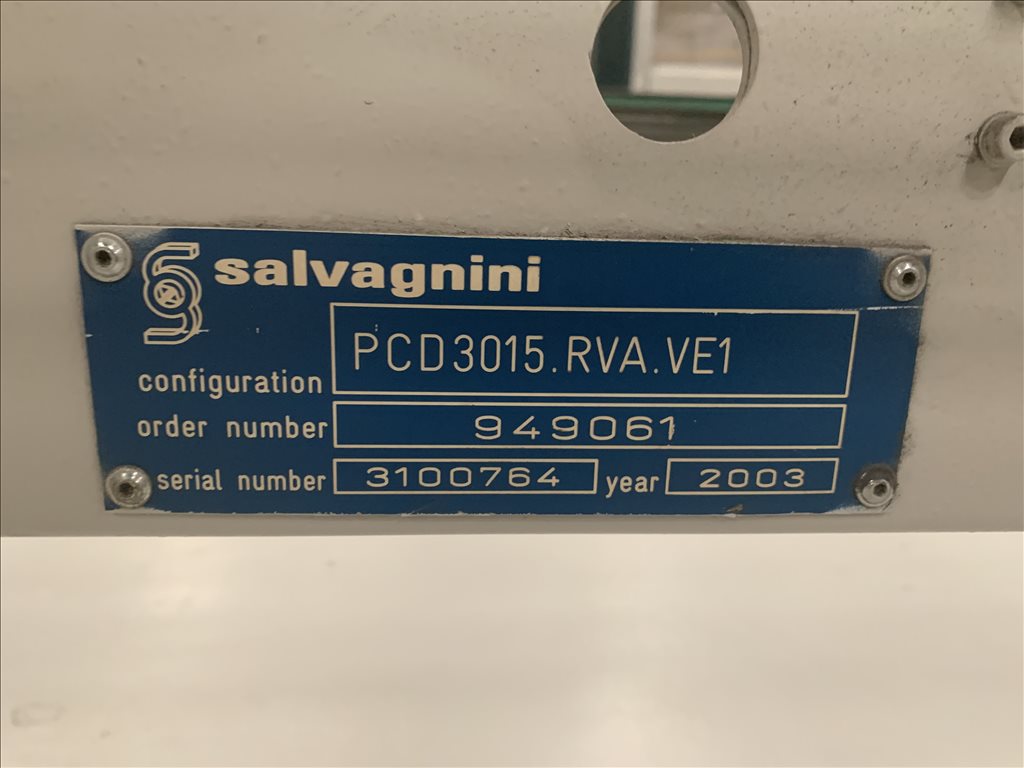 salvagnini
configuration PCD3015.RVA.VE1
order number 949061
serial number 3100764 year 2003